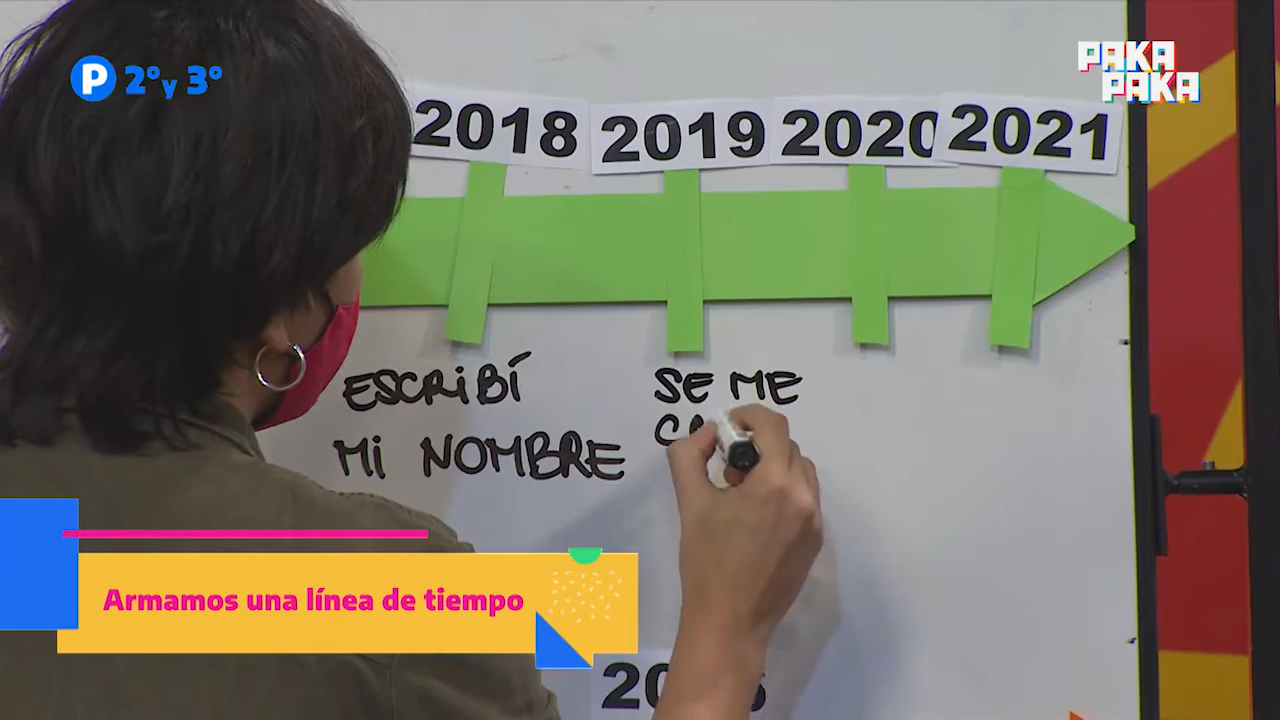 P 2° y 3°
PAKA
PAKA
2018 2019 2020 2021
ESCRIBÍ
MI NOMBRE
SE ME
Armamos una línea de tiempo